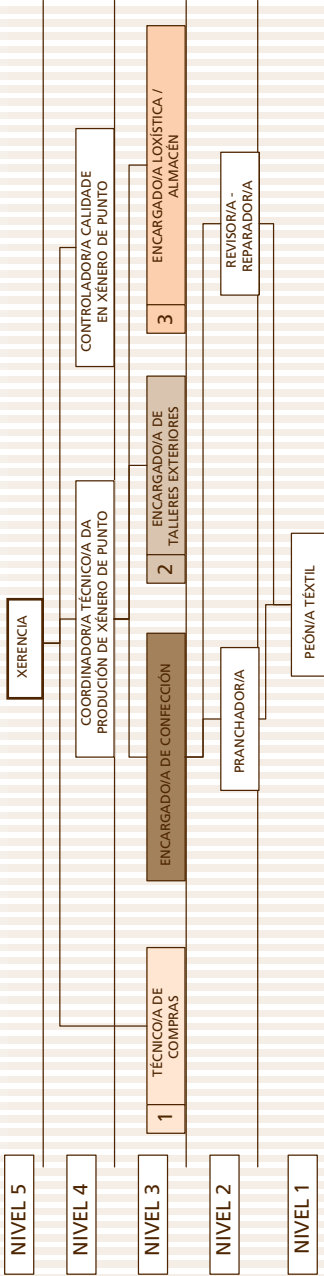 NIVEL 5
XERENCIA
NIVEL 4
COORDINADOR/A TÉCNICO/A DA
PRODUCIÓN DE XÉNERO DE PUNTO
CONTROLADOR/A CALIDADE
EN XÉNERO DE PUNTO
NIVEL 3
1
TÉCNICO/A DE
COMPRAS
ENCARGADO/A DE CONFECCIÓN
2
ENCARGADO/A DE
TALLERES EXTERIORES
3
ENCARGADO/A LOXÍSTICA /
ALMACÉN
NIVEL 2
PRANCHADOR/A
REVISOR/A -
REPARADOR/A
NIVEL 1
PEÓN/A TÉXTIL